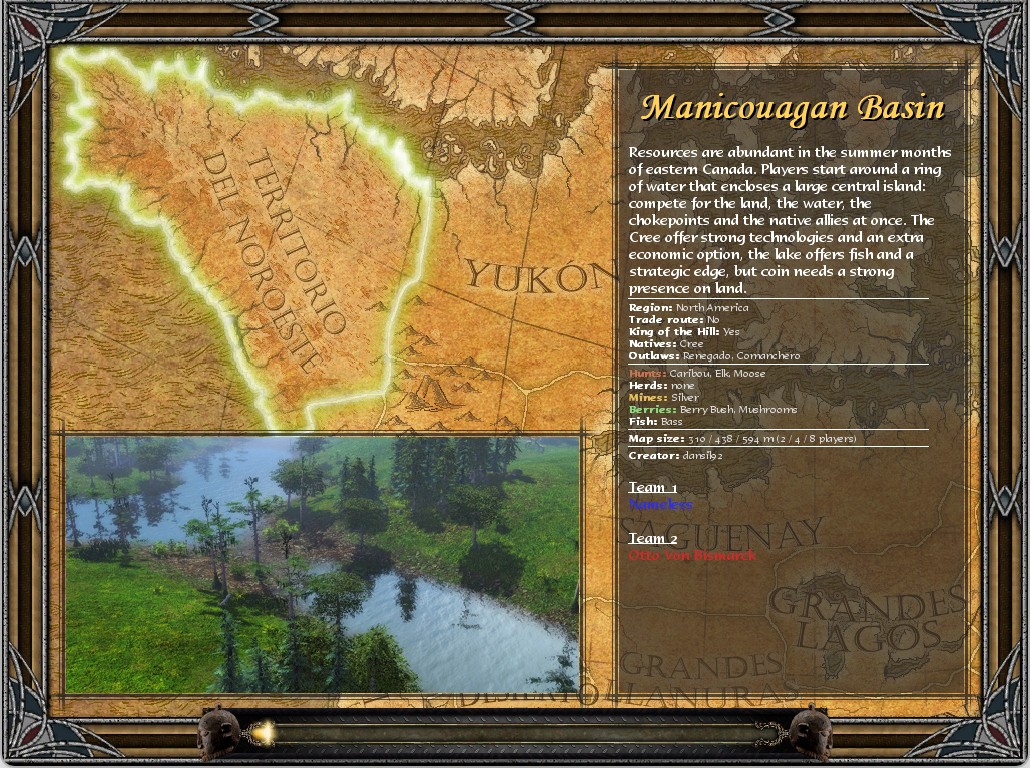 Manicouagan Basin
Resources are abundant in the summer months
of eastern Canada. Players start around a ring
of water that encloses a large central island:
compete for the land, the water, the
chokepoints and the native allies at once. The
Cree offer strong technologies and an extra
economic option, the lake offers fish and a
strategic edge, but coin needs a strong
presence on land.
Region: North America
Trade route: No
King of the Hill: Yes
Natives: Cree
Outlaws: Renegado, Comanchero
Hunts: Caribou, Elk, Moose
Herds: none
Mines: Silver
Berries: Berry Bush, Mushrooms
Fish: Bass
Map size: 310 / 438 / 594 m (2 / 4 / 8 players)
Creator: dansil92
Team 1
Nameless
Team 2
Otto Von Bismarck
TERRITORIO
DEL NOROESTE
YUKÓN
SAGUENAY
GRANDES
LAGOS
GRANDES
LLANURAS
DESIERTO